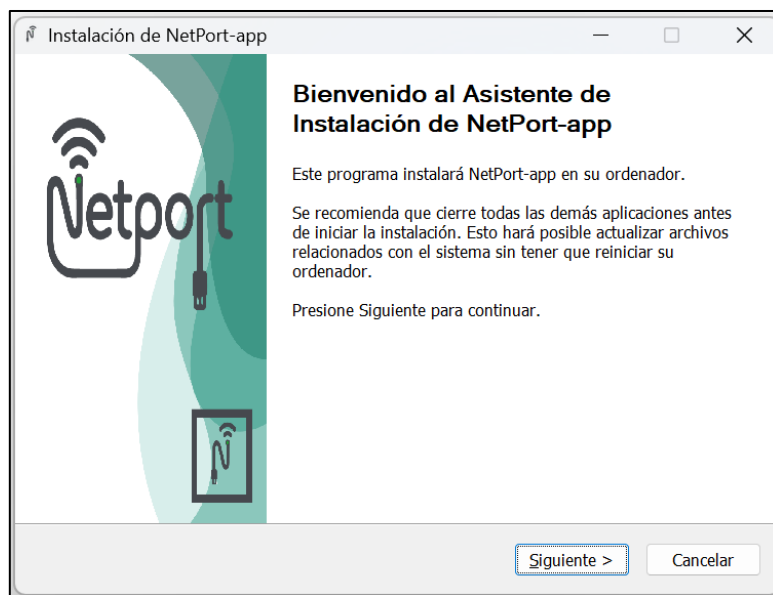 Instalación de NetPort-app
Bienvenido al Asistente de
Instalación de NetPort-app
Este programa instalará NetPort-app en su ordenador.
Se recomienda que cierre todas las demás aplicaciones antes
de iniciar la instalación. Esto hará posible actualizar archivos
relacionados con el sistema sin tener que reiniciar su
ordenador.
Presione Siguiente para continuar.
Netport
N
Siguiente >
Cancelar